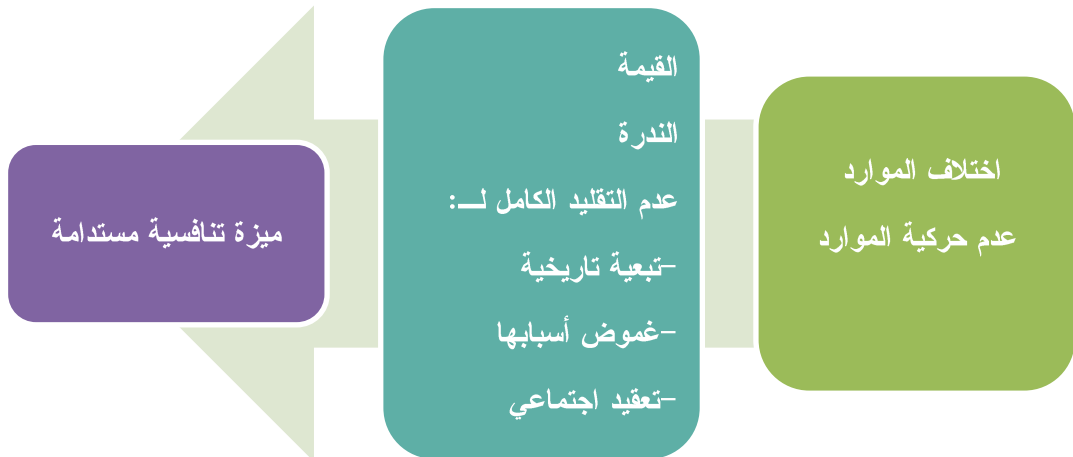 اختلاف الموارد
عدم حركية الموارد
القيمة
الندرة
عدم التقليد الكامل لـــ:
-تبعية تاريخية
-غموض أسبابها
-تعقيد اجتماعي
ميزة تنافسية مستدامة